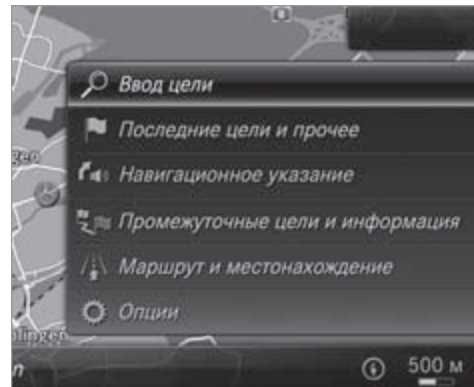 Ввод цели
Последние цели и прочее
Навигационное указание
Промежуточные цели и информация
Маршрут и местонахождение
Опции
500 м